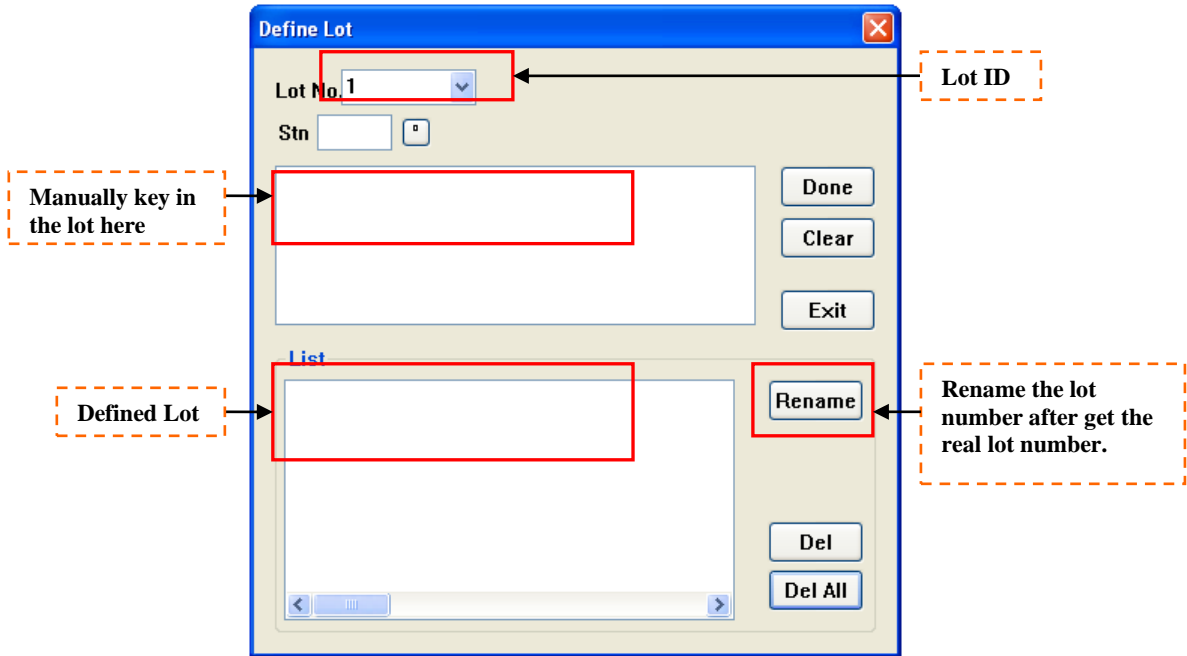 Define Lot
Lot No. 1
Lot ID
Stn
Manually key in
the lot here
Done
Clear
Exit
List
Defined Lot
Rename
Rename the lot
number after get the
real lot number.
Del
Del All